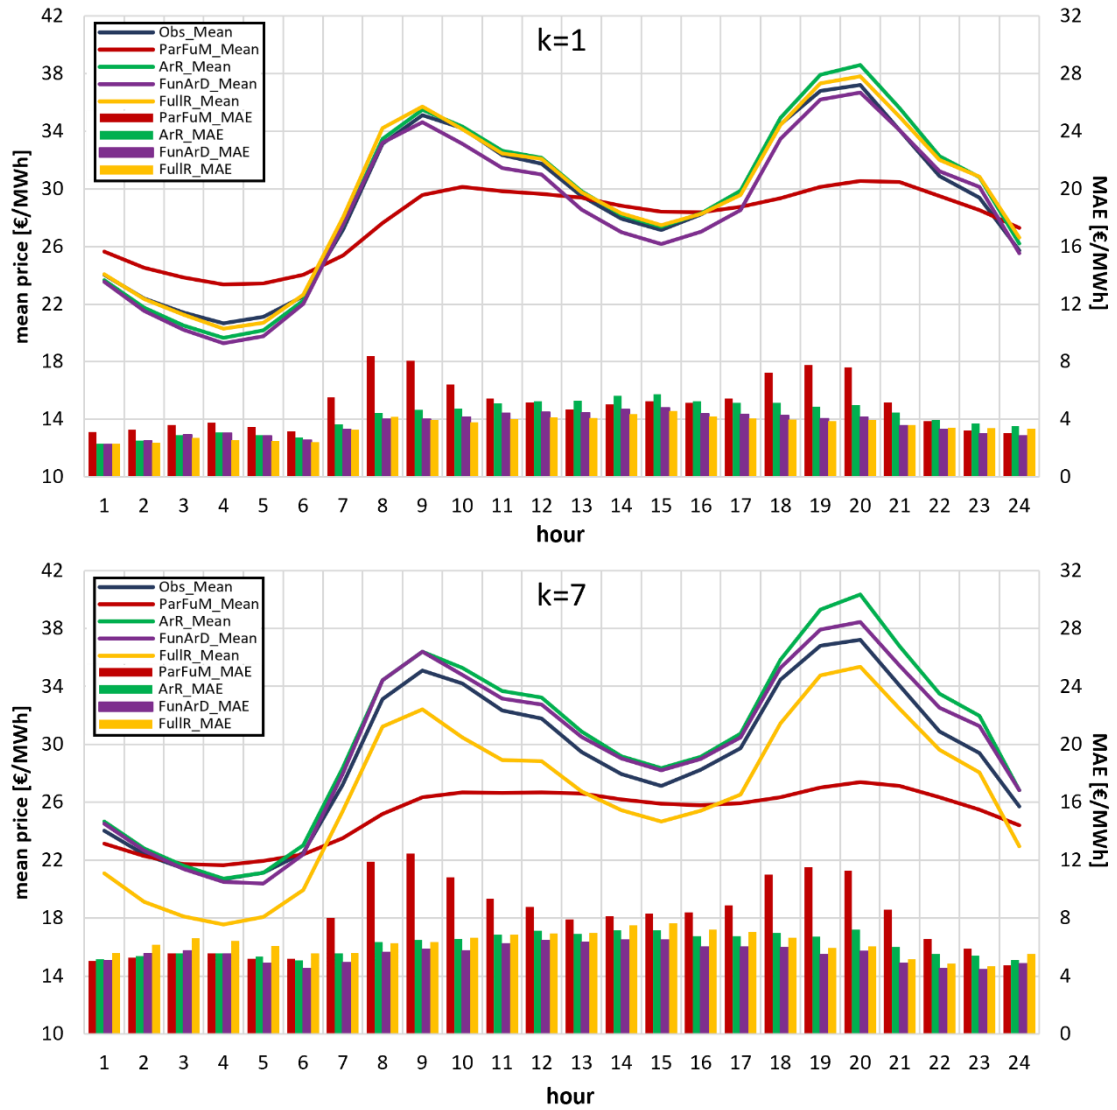 k=1
Obs_Mean
ParFuM_Mean
ArR_Mean
FunArD_Mean
FullR_Mean
ParFuM_MAE
ArR_MAE
FunArD_MAE
FullR_MAE
mean price [€/MWh]
42
38
34
30
26
22
18
14
10
32
28
24
20
16
12
8
4
0
MAE [€/MWh]
1 2 3 4 5 6 7 8 9 10 11 12 13 14 15 16 17 18 19 20 21 22 23 24
hour
k=7
Obs_Mean
ParFuM_Mean
ArR_Mean
FunArD_Mean
FullR_Mean
ParFuM_MAE
ArR_MAE
FunArD_MAE
FullR_MAE
mean price [€/MWh]
42
38
34
30
26
22
18
14
10
32
28
24
20
16
12
8
4
0
MAE [€/MWh]
1 2 3 4 5 6 7 8 9 10 11 12 13 14 15 16 17 18 19 20 21 22 23 24
hour